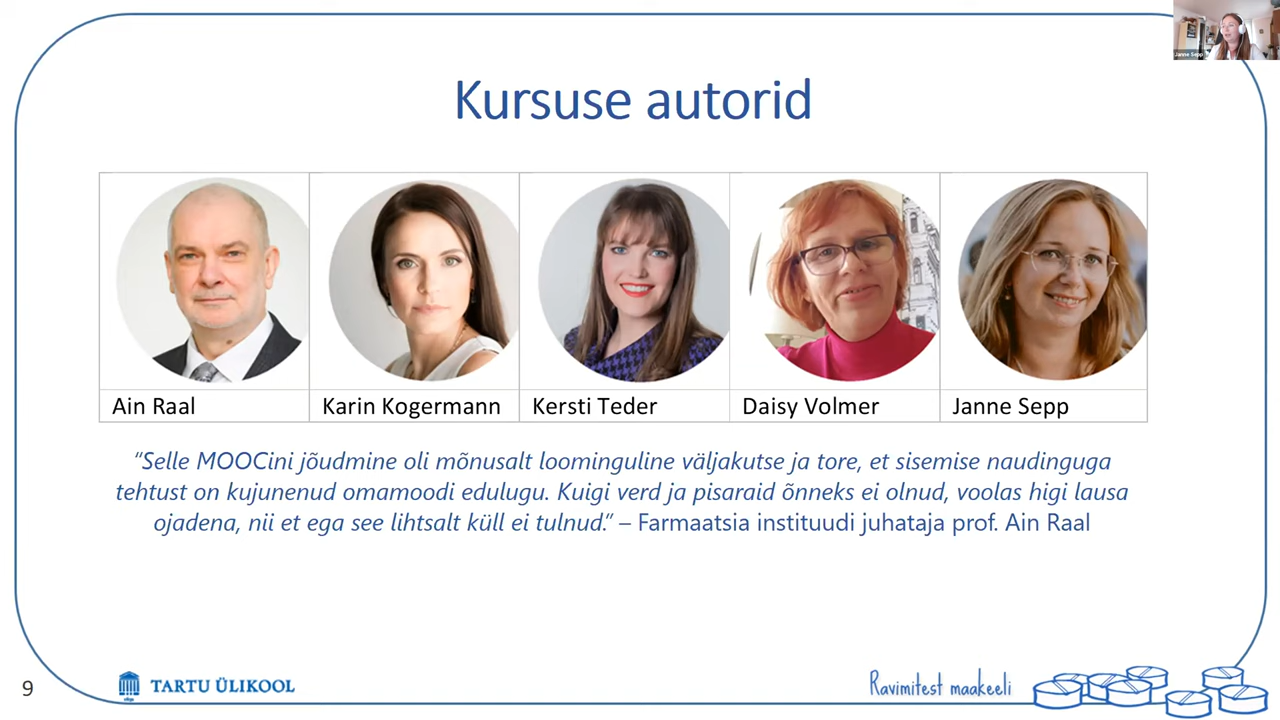 Janne Sepp
Kursuse autorid
Ain Raal
Karin Kogermann
Kersti Teder
Daisy Volmer
Janne Sepp
“Selle MOOCini jõudmine oli mõnusalt loominguline väljakutse ja tore, et sisemise naudinguga
tehtust on kujunenud omamoodi edulugu. Kuigi verd ja pisaraid õnneks ei olnud, voolas higi lausa
ojadena, nii et ega see lihtsalt küll ei tulnud.” – Farmaatsia instituudi juhataja prof. Ain Raal
9
TARTU ÜLIKOOL
Ravimitest maakeeli